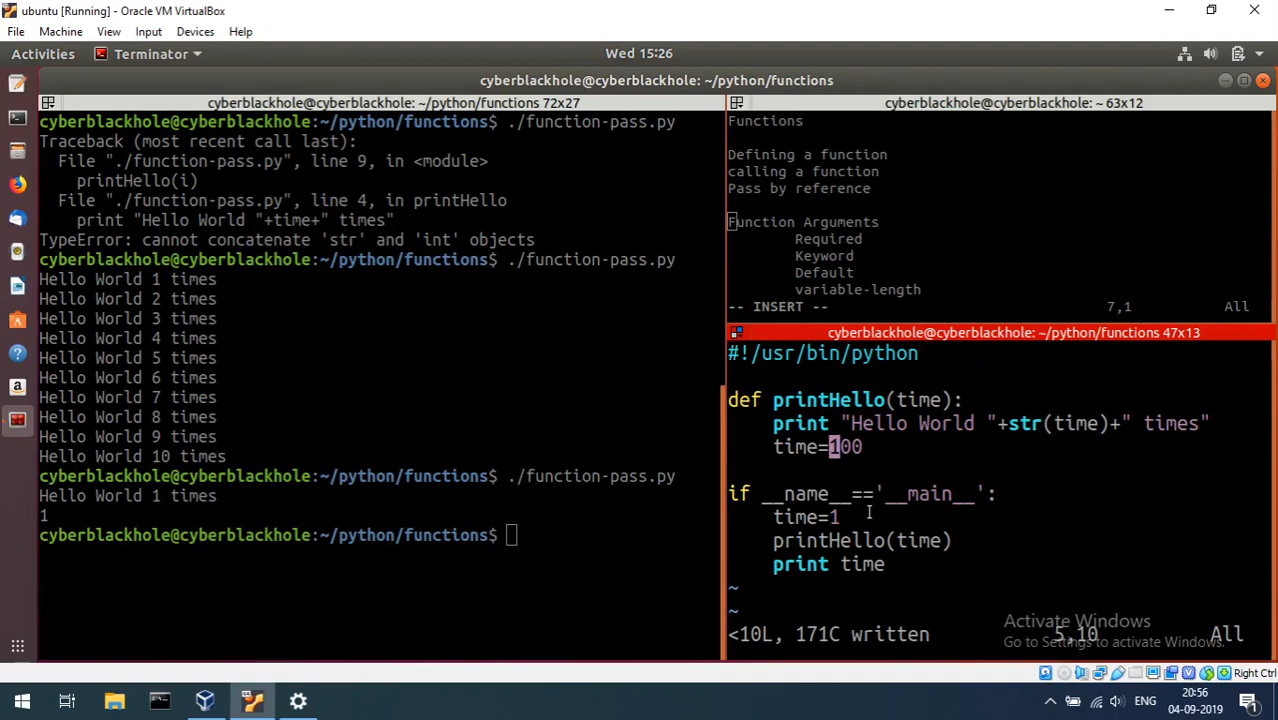 ubuntu [Running] - Oracle VM VirtualBox
File Machine View Input Devices Help
Activities Terminator Wed 15:26
cyberblackhole@cyberblackhole: ~/python/functions
cyberblackhole@cyberblackhole: ~/python/functions 72x27
cyberblackhole@cyberblackhole:~/python/functions$ ./function-pass.py
Traceback (most recent call last):
File "./function-pass.py", line 9, in <module>
printHello(i)
File "./function-pass.py", line 4, in printHello
print "Hello World "+time+" times"
TypeError: cannot concatenate 'str' and 'int' objects
cyberblackhole@cyberblackhole:~/python/functions$ ./function-pass.py
Hello World 1 times
Hello World 2 times
Hello World 3 times
Hello World 4 times
Hello World 5 times
Hello World 6 times
Hello World 7 times
Hello World 8 times
Hello World 9 times
Hello World 10 times
cyberblackhole@cyberblackhole:~/python/functions$ ./function-pass.py
Hello World 1 times
1
cyberblackhole@cyberblackhole:~/python/functions$
cyberblackhole@cyberblackhole: ~ 63x12
Functions
Defining a function
calling a function
Pass by reference
Function Arguments
Required
Keyword
Default
variable-length
-- INSERT -- 7,1 All
cyberblackhole@cyberblackhole: ~/python/functions 47x13
#!/usr/bin/python
def printHello(time):
print "Hello World "+str(time)+" times"
time=100
if __name__=='__main__':
time=1
printHello(time)
print time
~
~
<10L, 171C written 5,10 All
Activate Windows
Go to Settings to activate Windows.
Right Ctrl
ENG
20:56
04-09-2019
1